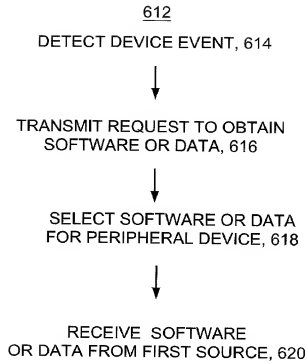 612
DETECT DEVICE EVENT, 614
TRANSMIT REQUEST TO OBTAIN
SOFTWARE OR DATA, 616
SELECT SOFTWARE OR DATA
FOR PERIPHERAL DEVICE, 618
RECEIVE SOFTWARE
OR DATA FROM FIRST SOURCE, 620